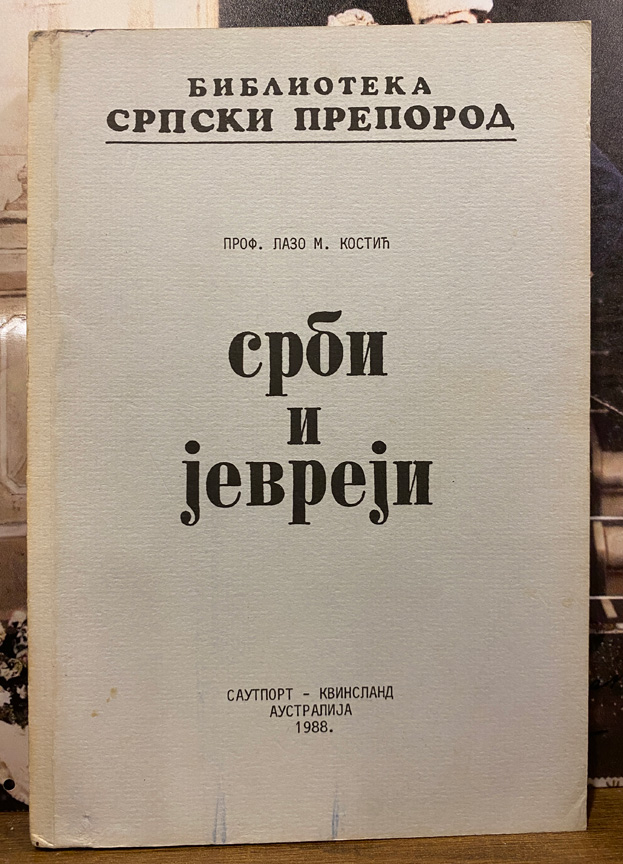 БИБЛИОТЕКА
СРПСКИ ПРЕПОРОД
ПРОФ. ЛАЗО М. КОСТИЋ
срби
и
јевреји
САУТПОРТ - КВИНСЛАНД
АУСТРАЛИЈА
1988.